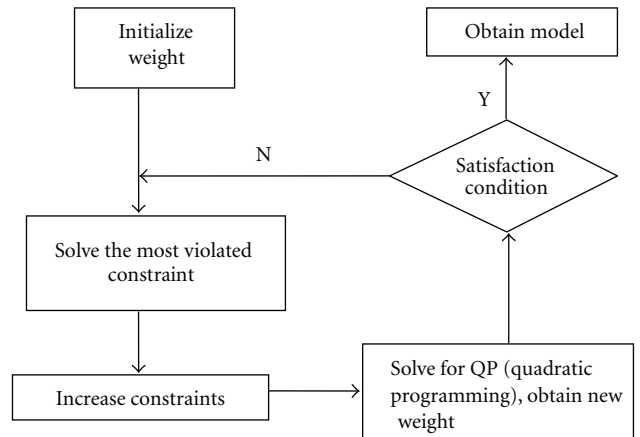 Initialize
weight
Obtain model
Y
N
Satisfaction
condition
Solve the most violated
constraint
Increase constraints
Solve for QP (quadratic
programming), obtain new
weight